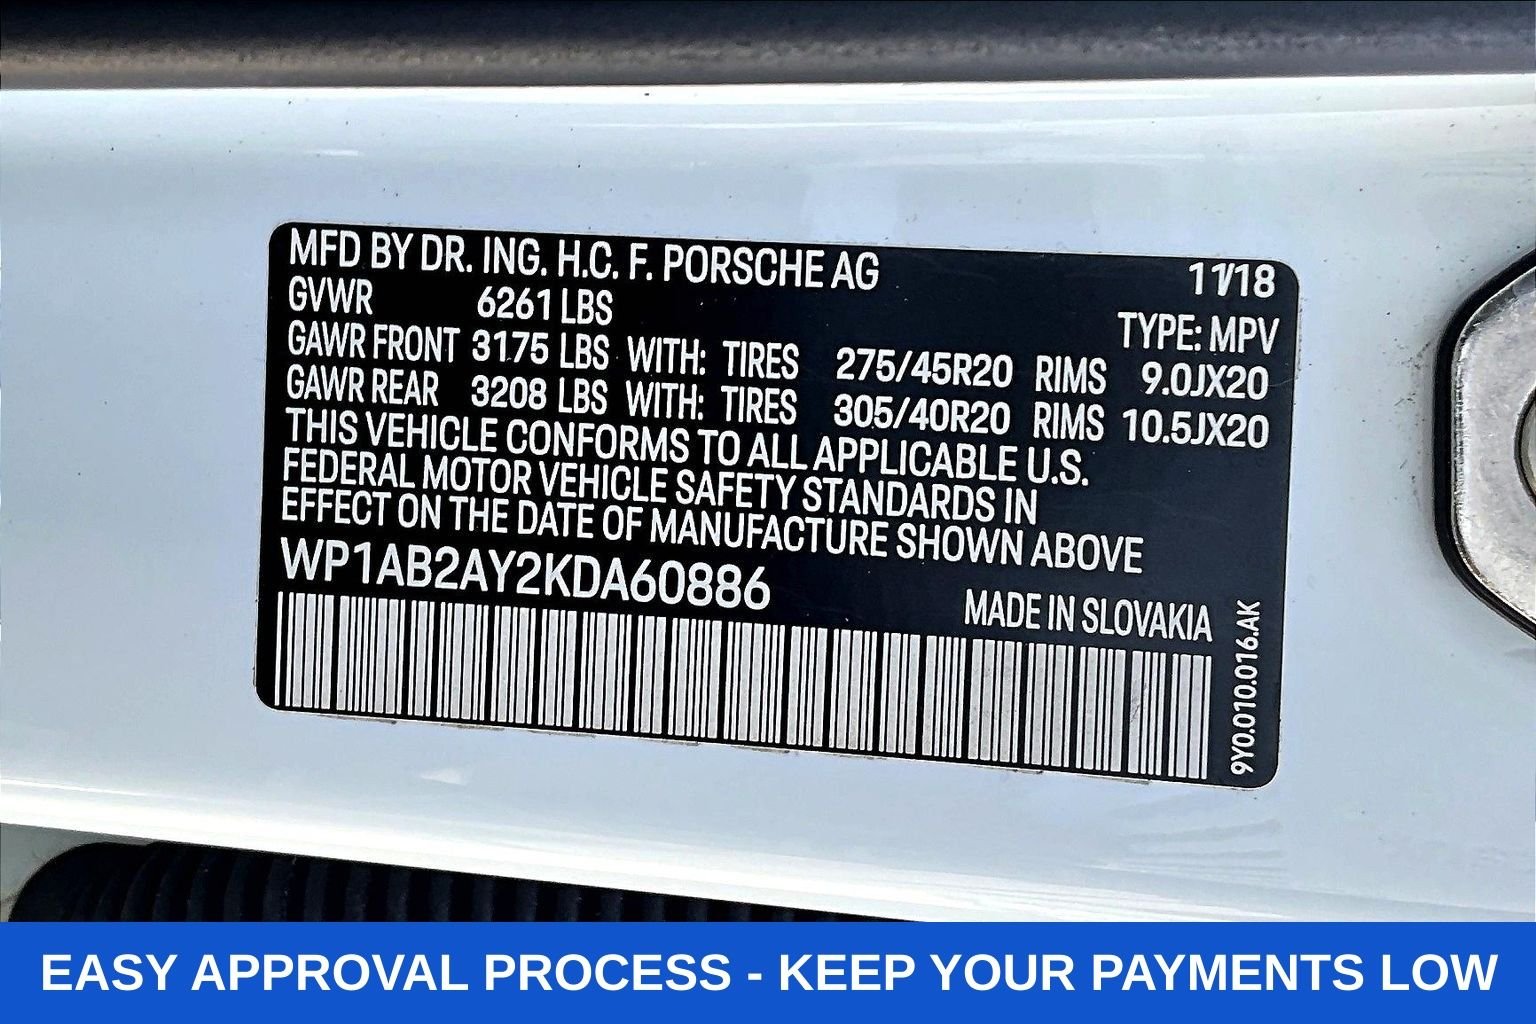 MFD BY DR. ING. H.C. F. PORSCHE AG 11/18
GVWR 6261 LBS TYPE: MPV
GAWR FRONT 3175 LBS WITH: TIRES 275/45R20 RIMS 9.0JX20
GAWR REAR 3208 LBS WITH: TIRES 305/40R20 RIMS 10.5JX20
THIS VEHICLE CONFORMS TO ALL APPLICABLE U.S.
FEDERAL MOTOR VEHICLE SAFETY STANDARDS IN
EFFECT ON THE DATE OF MANUFACTURE SHOWN ABOVE
WP1AB2AY2KDA60886
MADE IN SLOVAKIA
9Y0.010.016.AK
EASY APPROVAL PROCESS - KEEP YOUR PAYMENTS LOW